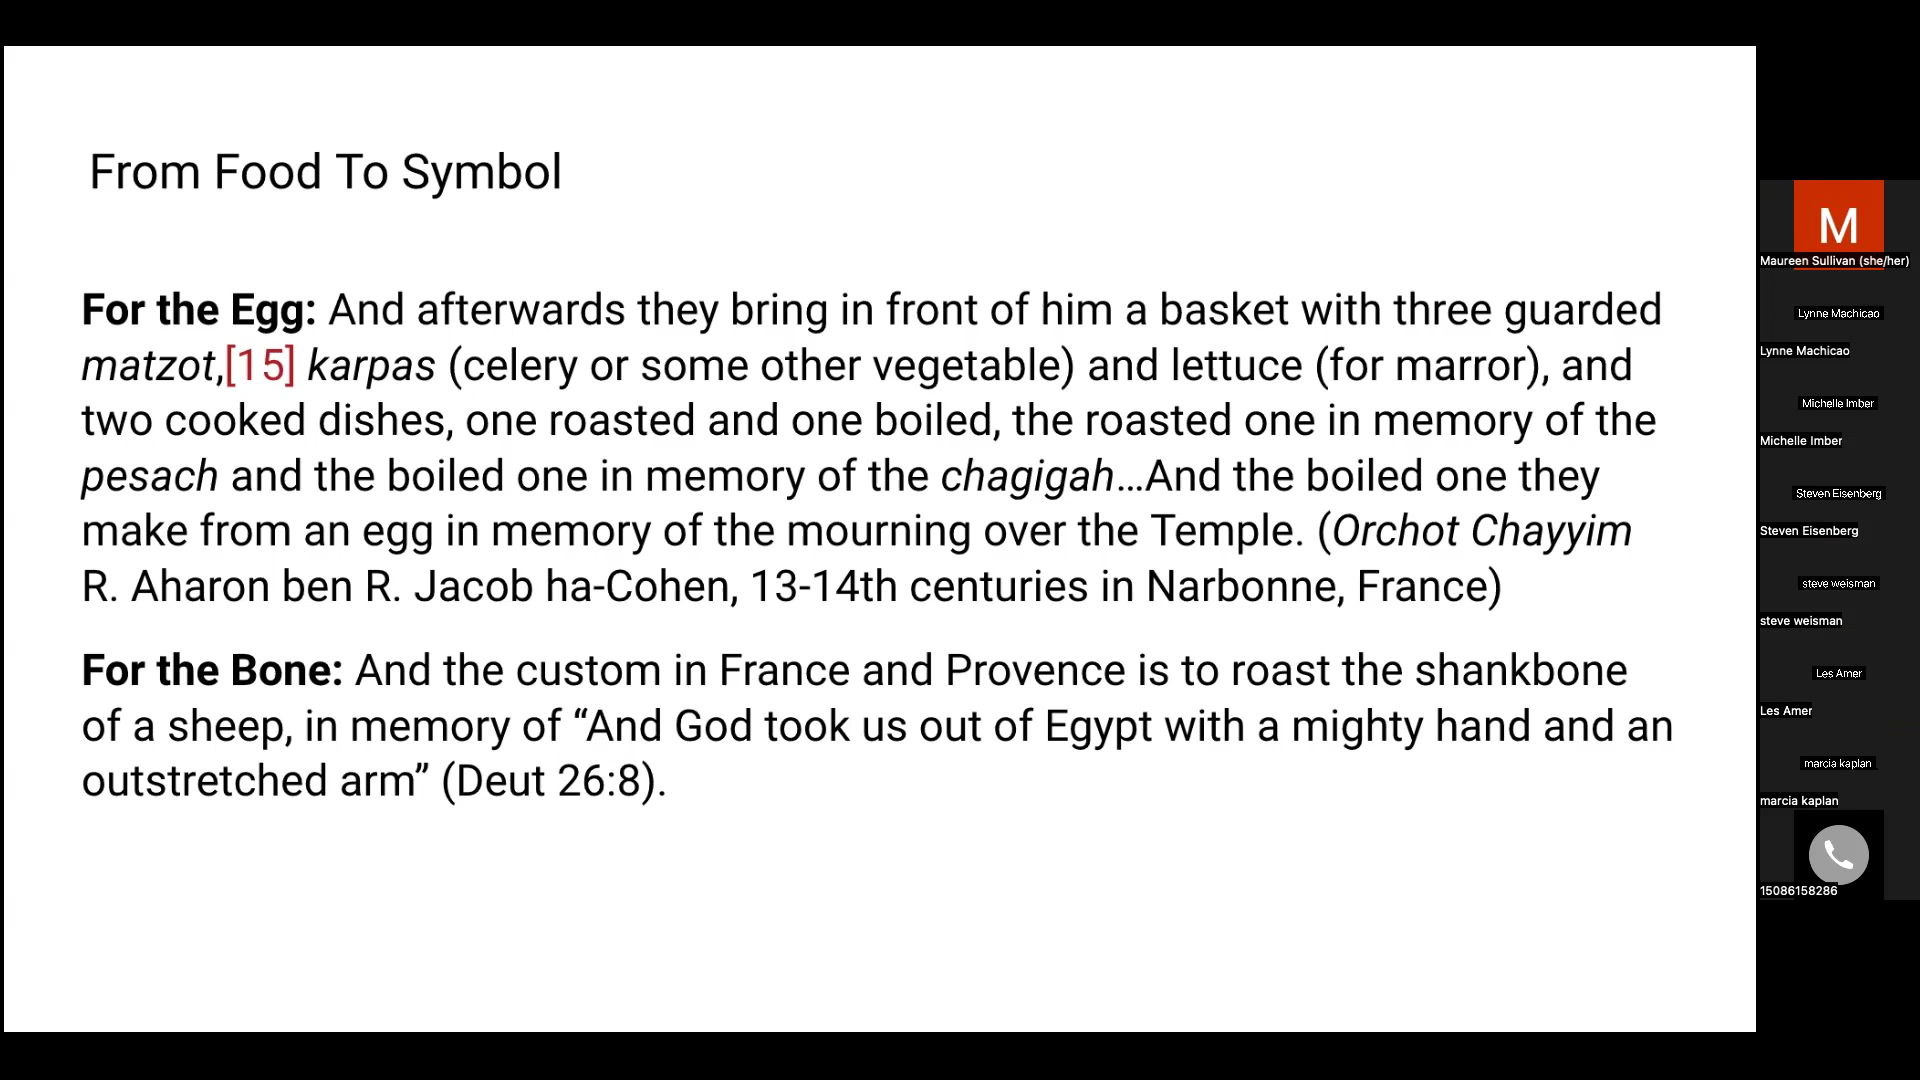 From Food To Symbol
For the Egg: And afterwards they bring in front of him a basket with three guarded
matzot,[15] karpas (celery or some other vegetable) and lettuce (for marror), and
two cooked dishes, one roasted and one boiled, the roasted one in memory of the
pesach and the boiled one in memory of the chagigah…And the boiled one they
make from an egg in memory of the mourning over the Temple. (Orchot Chayyim
R. Aharon ben R. Jacob ha-Cohen, 13-14th centuries in Narbonne, France)
For the Bone: And the custom in France and Provence is to roast the shankbone
of a sheep, in memory of “And God took us out of Egypt with a mighty hand and an
outstretched arm” (Deut 26:8).
M
Maureen Sullivan (she/her)
Lynne Machicao
Lynne Machicao
Michelle Imber
Michelle Imber
Steven Eisenberg
Steven Eisenberg
steve weisman
steve weisman
Les Amer
Les Amer
marcia kaplan
marcia kaplan
15086158286